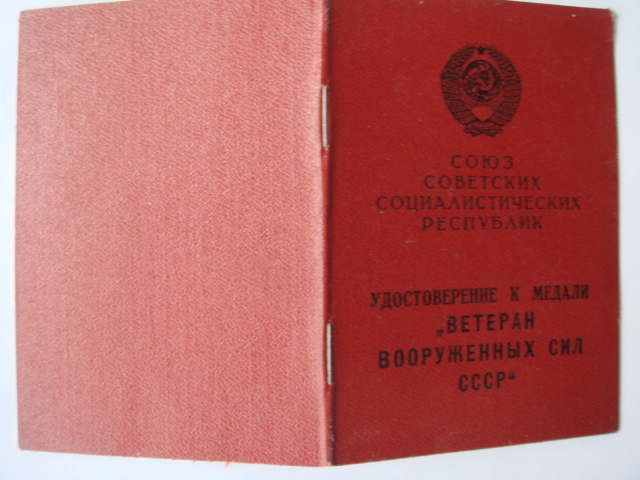 СОЮЗ
СОВЕТСКИХ
СОЦИАЛИСТИЧЕСКИХ
РЕСПУБЛИК
УДОСТОВЕРЕНИЕ К МЕДАЛИ
„ВЕТЕРАН
ВООРУЖЕННЫХ СИЛ
СССР“